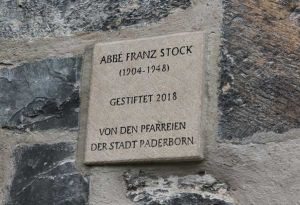 ABBÉ FRANZ STOCK
(1904-1948)
GESTIFTET 2018
VON DEN PFARREIEN
DER STADT PADERBORN